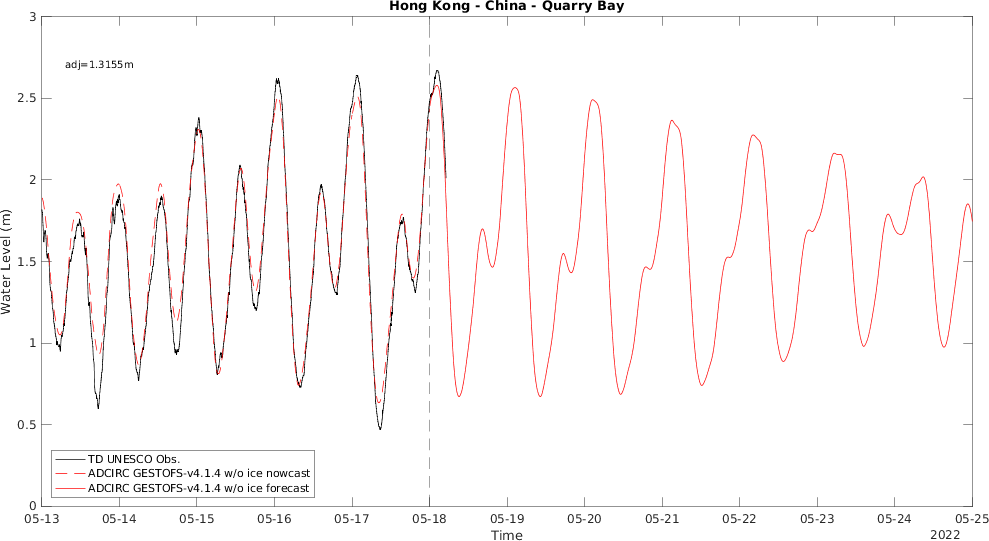 Hong Kong - China - Quarry Bay
3
adj=1.3155m
2.5
2
1.5
Water Level (m)
1
0.5
TD UNESCO Obs.
ADCIRC GESTOFS-v4.1.4 w/o ice nowcast
ADCIRC GESTOFS-v4.1.4 w/o ice forecast
0
05-13 05-14 05-15 05-16 05-17 05-18 05-19 05-20 05-21 05-22 05-23 05-24 05-25
Time
2022